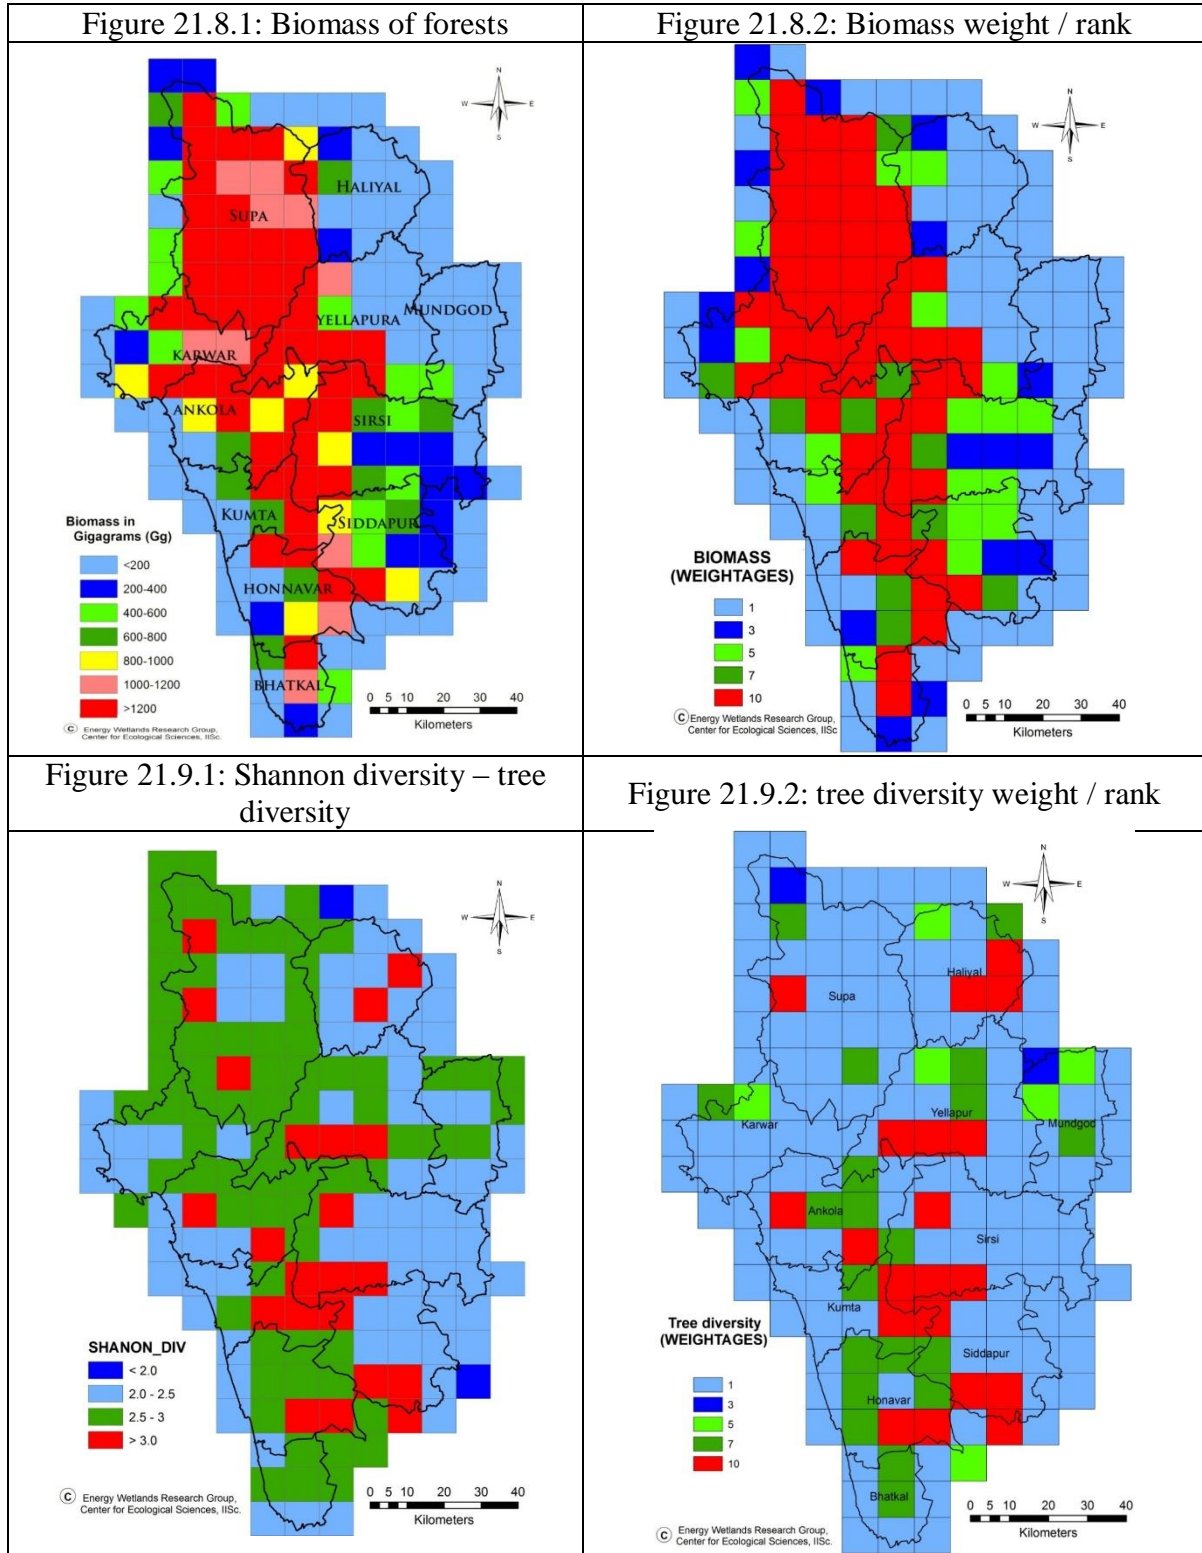 Figure 21.8.1: Biomass of forests
N
W
E
S
HALIYAL
SUPA
YELLAPURA
MUNDGOD
KARWAR
ANKOLA
SIRSI
KUMTA
SIDDAPUR
HONNAVAR
BHATKAL
Biomass in
Gigagrams (Gg)
<200
200-400
400-600
600-800
800-1000
1000-1200
>1200
0 5 10 20 30 40
Kilometers
C Energy Wetlands Research Group,
Center for Ecological Sciences, IISc.
Figure 21.8.2: Biomass weight / rank
N
W
E
S
BIOMASS
(WEIGHTAGES)
1
3
5
7
10
0 5 10 20 30 40
Kilometers
© Energy Wetlands Research Group,
Center for Ecological Sciences, IISc
Figure 21.9.1: Shannon diversity – tree
diversity
N
W
E
S
SHANON_DIV
< 2.0
2.0 - 2.5
2.5 - 3
> 3.0
0 5 10 20 30 40
Kilometers
© Energy Wetlands Research Group,
Center for Ecological Sciences, IISc.
Figure 21.9.2: tree diversity weight / rank
N
W
E
S
Haliyal
Supa
Yellapur
Karwar
Mundgod
Ankola
Sirsi
Kumta
Siddapur
Honavar
Bhatkal
Tree diversity
(WEIGHTAGES)
1
3
5
7
10
0 5 10 20 30 40
Kilometers
© Energy Wetlands Research Group,
Center for Ecological Sciences, IISc.